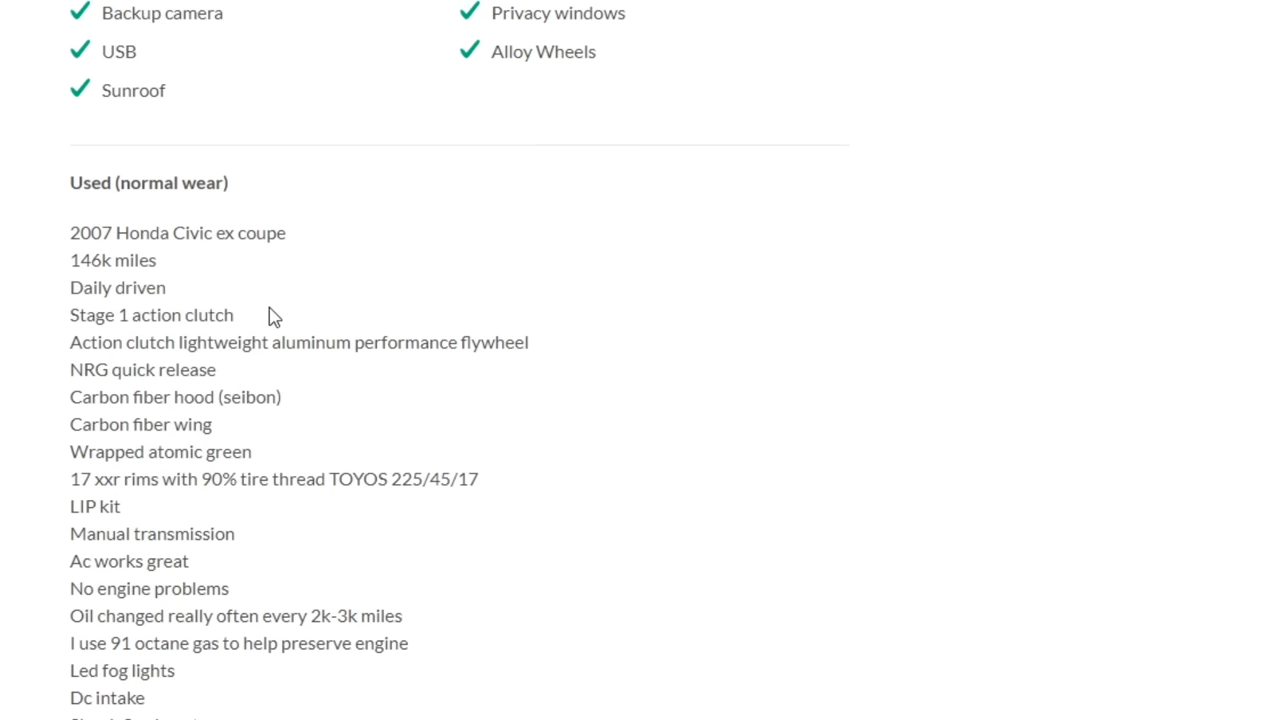 Backup camera
Privacy windows
USB
Alloy Wheels
Sunroof
Used (normal wear)
2007 Honda Civic ex coupe
146k miles
Daily driven
Stage 1 action clutch
Action clutch lightweight aluminum performance flywheel
NRG quick release
Carbon fiber hood (seibon)
Carbon fiber wing
Wrapped atomic green
17 xxr rims with 90% tire thread TOYOS 225/45/17
LIP kit
Manual transmission
Ac works great
No engine problems
Oil changed really often every 2k-3k miles
I use 91 octane gas to help preserve engine
Led fog lights
Dc intake